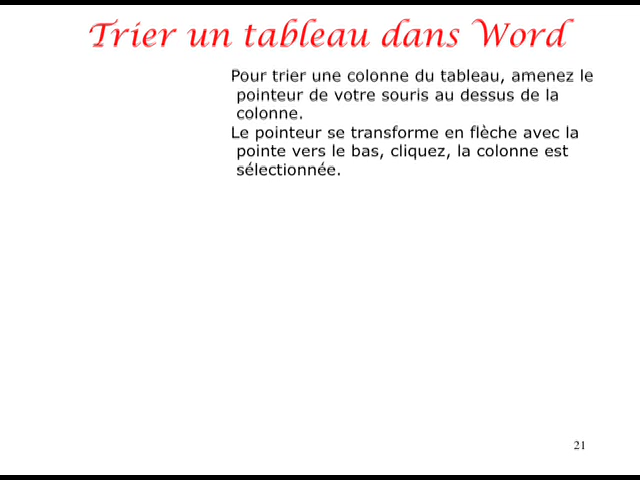 Trier un tableau dans Word
Pour trier une colonne du tableau, amenez le
pointeur de votre souris au dessus de la
colonne.
Le pointeur se transforme en flèche avec la
pointe vers le bas, cliquez, la colonne est
sélectionnée.
21